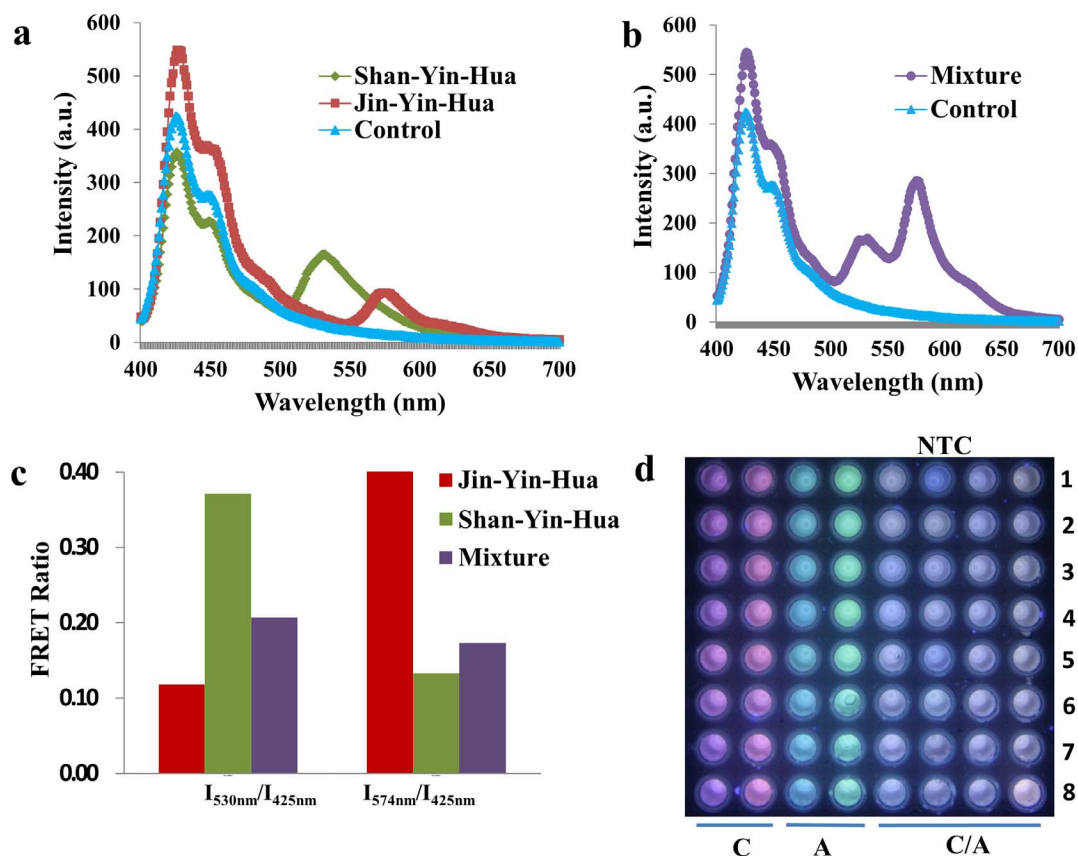 a
600
500
400
300
200
100
0
Intensity (a.u.)
Shan-Yin-Hua
Jin-Yin-Hua
Control
400 450 500 550 600 650 700
Wavelength (nm)
b
600
500
400
300
200
100
0
Intensity (a.u.)
Mixture
Control
400 450 500 550 600 650 700
Wavelength (nm)
c
0.40
0.30
0.20
0.10
0.00
FRET Ratio
Jin-Yin-Hua
Shan-Yin-Hua
Mixture
I530nm/I425nm I574nm/I425nm
d
NTC
1
2
3
4
5
6
7
8
C A C/A